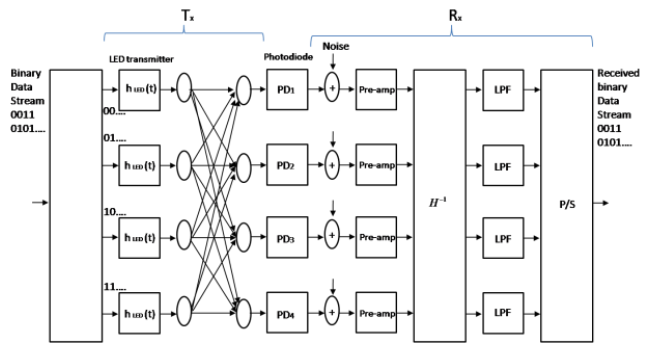 Tx
Rx
LED transmitter
Photodiode
Noise
Binary
Data
Stream
0011
0101....
h LED (t)
PD1
+
Pre-amp
LPF
Received
binary
Data
Stream
0011
0101....
00....
01....
h LED (t)
PD2
+
Pre-amp
LPF
H⁻¹
P/S
10....
h LED (t)
PD3
+
Pre-amp
LPF
11....
h LED (t)
PD4
+
Pre-amp
LPF